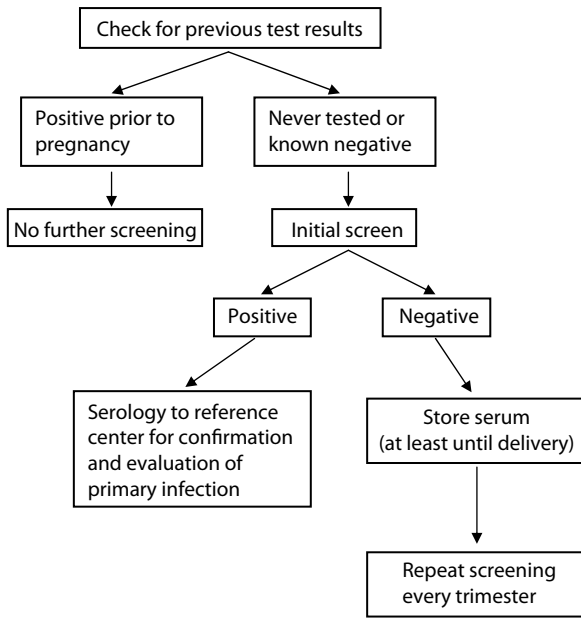 Check for previous test results
Positive prior to
pregnancy
Never tested or
known negative
No further screening
Initial screen
Positive
Negative
Serology to reference
center for confirmation
and evaluation of
primary infection
Store serum
(at least until delivery)
Repeat screening
every trimester